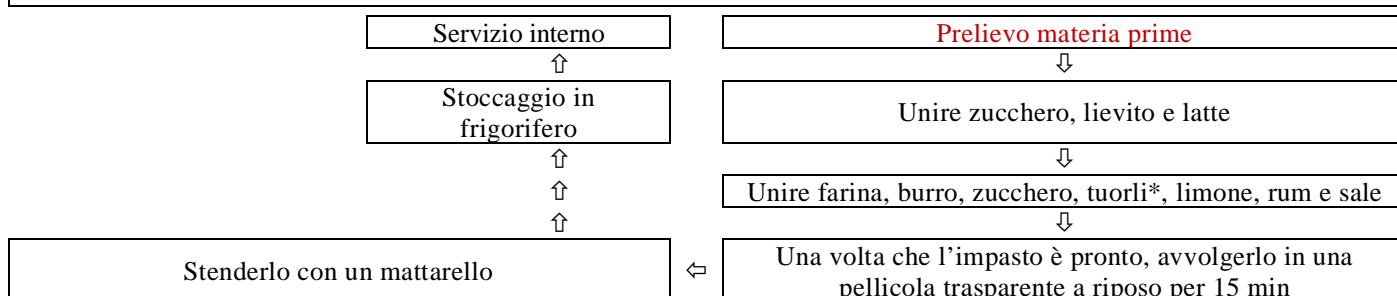 Servizio interno
Prelievo materia prime
⇧
⇩
Stoccaggio in
frigorifero
Unire zucchero, lievito e latte
⇧
⇩
⇧
Unire farina, burro, zucchero, tuorli*, limone, rum e sale
⇧
⇩
Stenderlo con un mattarello
⇦
Una volta che l'impasto è pronto, avvolgerlo in una
pellicola trasparente a riposo per 15 min